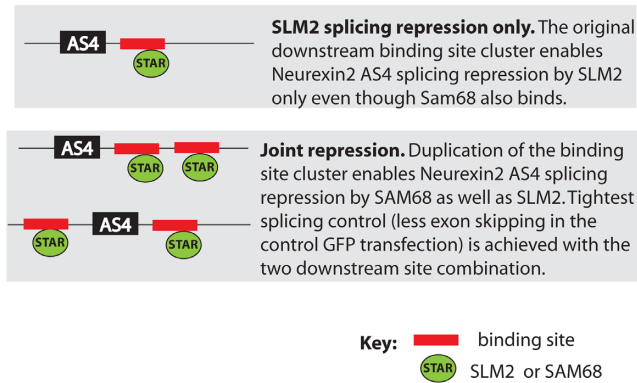 SLM2 splicing repression only. The original
AS4
downstream binding site cluster enables
STAR
Neurexin2 AS4 splicing repression by SLM2
only even though Sam68 also binds.
AS4
Joint repression. Duplication of the binding
STAR STAR
site cluster enables Neurexin2 AS4 splicing
repression by SAM68 as well as SLM2. Tightest
splicing control (less exon skipping in the
AS4
STAR STAR
control GFP transfection) is achieved with the
two downstream site combination.
Key: binding site
STAR SLM2 or SAM68